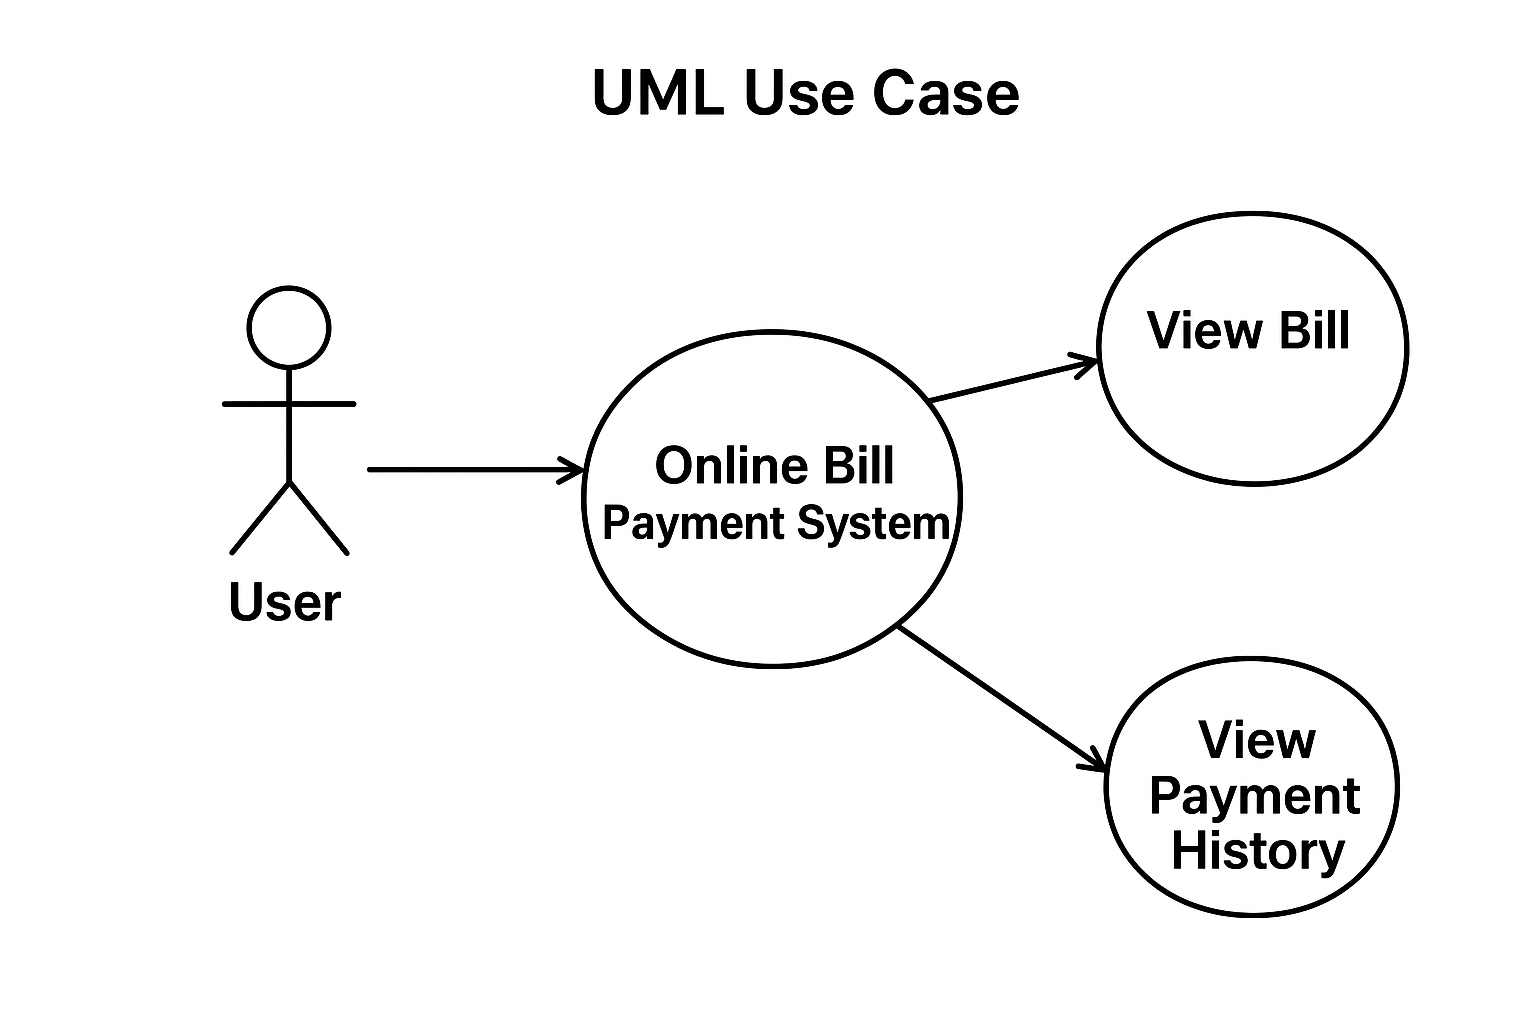 UML Use Case
User
Online Bill
Payment System
View Bill
View
Payment
History